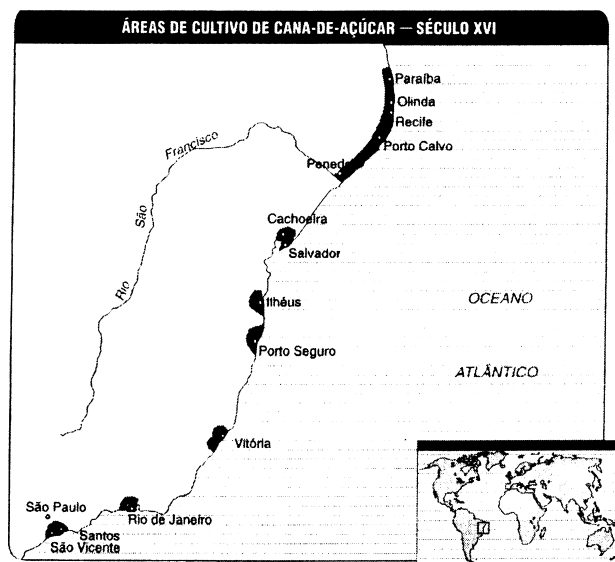 ÁREAS DE CULTIVO DE CANA-DE-AÇÚCAR — SÉCULO XVI
Paraíba
Olinda
Recife
Porto Calvo
Penedo
Francisco
São
Rio
Cachoeira
Salvador
Ilhéus
OCEANO
Porto Seguro
ATLÂNTICO
Vitória
São Paulo
Rio de Janeiro
Santos
São Vicente